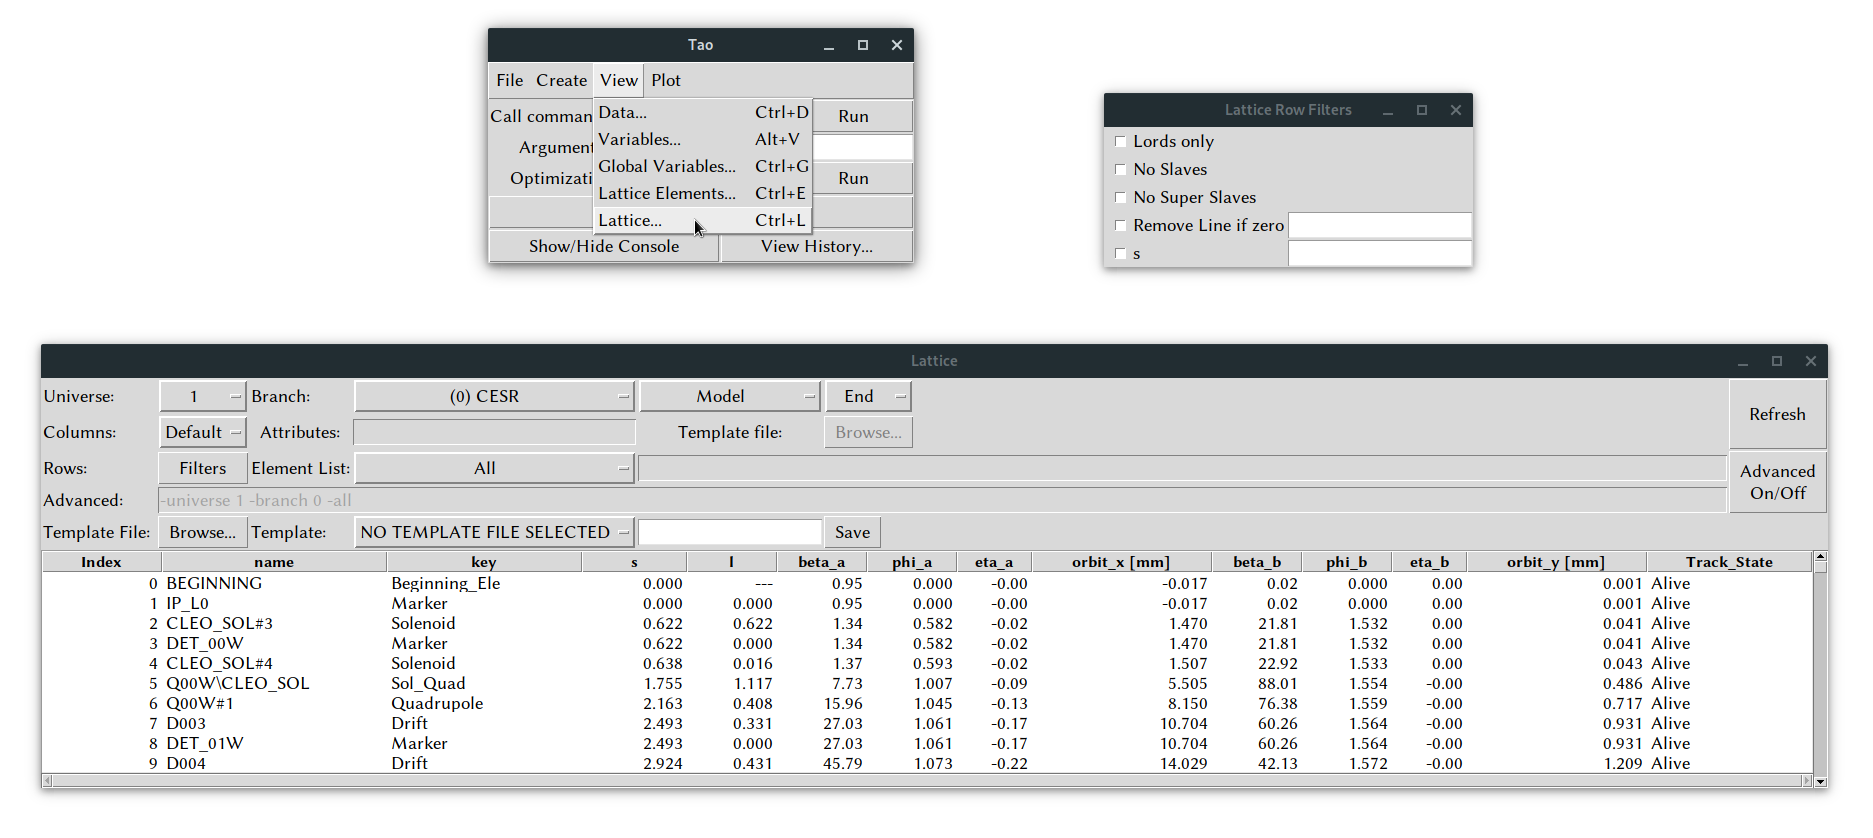 Tao
File Create View Plot
Call comman Run
Argument
Optimizati Run
Data... Ctrl+D
Variables... Alt+V
Global Variables... Ctrl+G
Lattice Elements... Ctrl+E
Lattice... Ctrl+L
Show/Hide Console View History...
Lattice Row Filters
Lords only
No Slaves
No Super Slaves
Remove Line if zero
s
Lattice
Universe: 1 Branch: (0) CESR Model End
Refresh
Columns: Default Attributes: Template file: Browse...
Rows: Filters Element List: All
Advanced On/Off
Advanced: -universe 1 -branch 0 -all
Template File: Browse... Template: NO TEMPLATE FILE SELECTED Save
Index name key s l beta_a phi_a eta_a orbit_x [mm] beta_b phi_b eta_b orbit_y [mm] Track_State
0 BEGINNING Beginning_Ele 0.000 --- 0.95 0.000 -0.00 -0.017 0.02 0.000 0.00 0.001 Alive
1 IP_L0 Marker 0.000 0.000 0.95 0.000 -0.00 -0.017 0.02 0.000 0.00 0.001 Alive
2 CLEO_SOL#3 Solenoid 0.622 0.622 1.34 0.582 -0.02 1.470 21.81 1.532 0.00 0.041 Alive
3 DET_00W Marker 0.622 0.000 1.34 0.582 -0.02 1.470 21.81 1.532 0.00 0.041 Alive
4 CLEO_SOL#4 Solenoid 0.638 0.016 1.37 0.593 -0.02 1.507 22.92 1.533 0.00 0.043 Alive
5 Q00W\CLEO_SOL Sol_Quad 1.755 1.117 7.73 1.007 -0.09 5.505 88.01 1.554 -0.00 0.486 Alive
6 Q00W#1 Quadrupole 2.163 0.408 15.96 1.045 -0.13 8.150 76.38 1.559 -0.00 0.717 Alive
7 D003 Drift 2.493 0.331 27.03 1.061 -0.17 10.704 60.26 1.564 -0.00 0.931 Alive
8 DET_01W Marker 2.493 0.000 27.03 1.061 -0.17 10.704 60.26 1.564 -0.00 0.931 Alive
9 D004 Drift 2.924 0.431 45.79 1.073 -0.22 14.029 42.13 1.572 -0.00 1.209 Alive